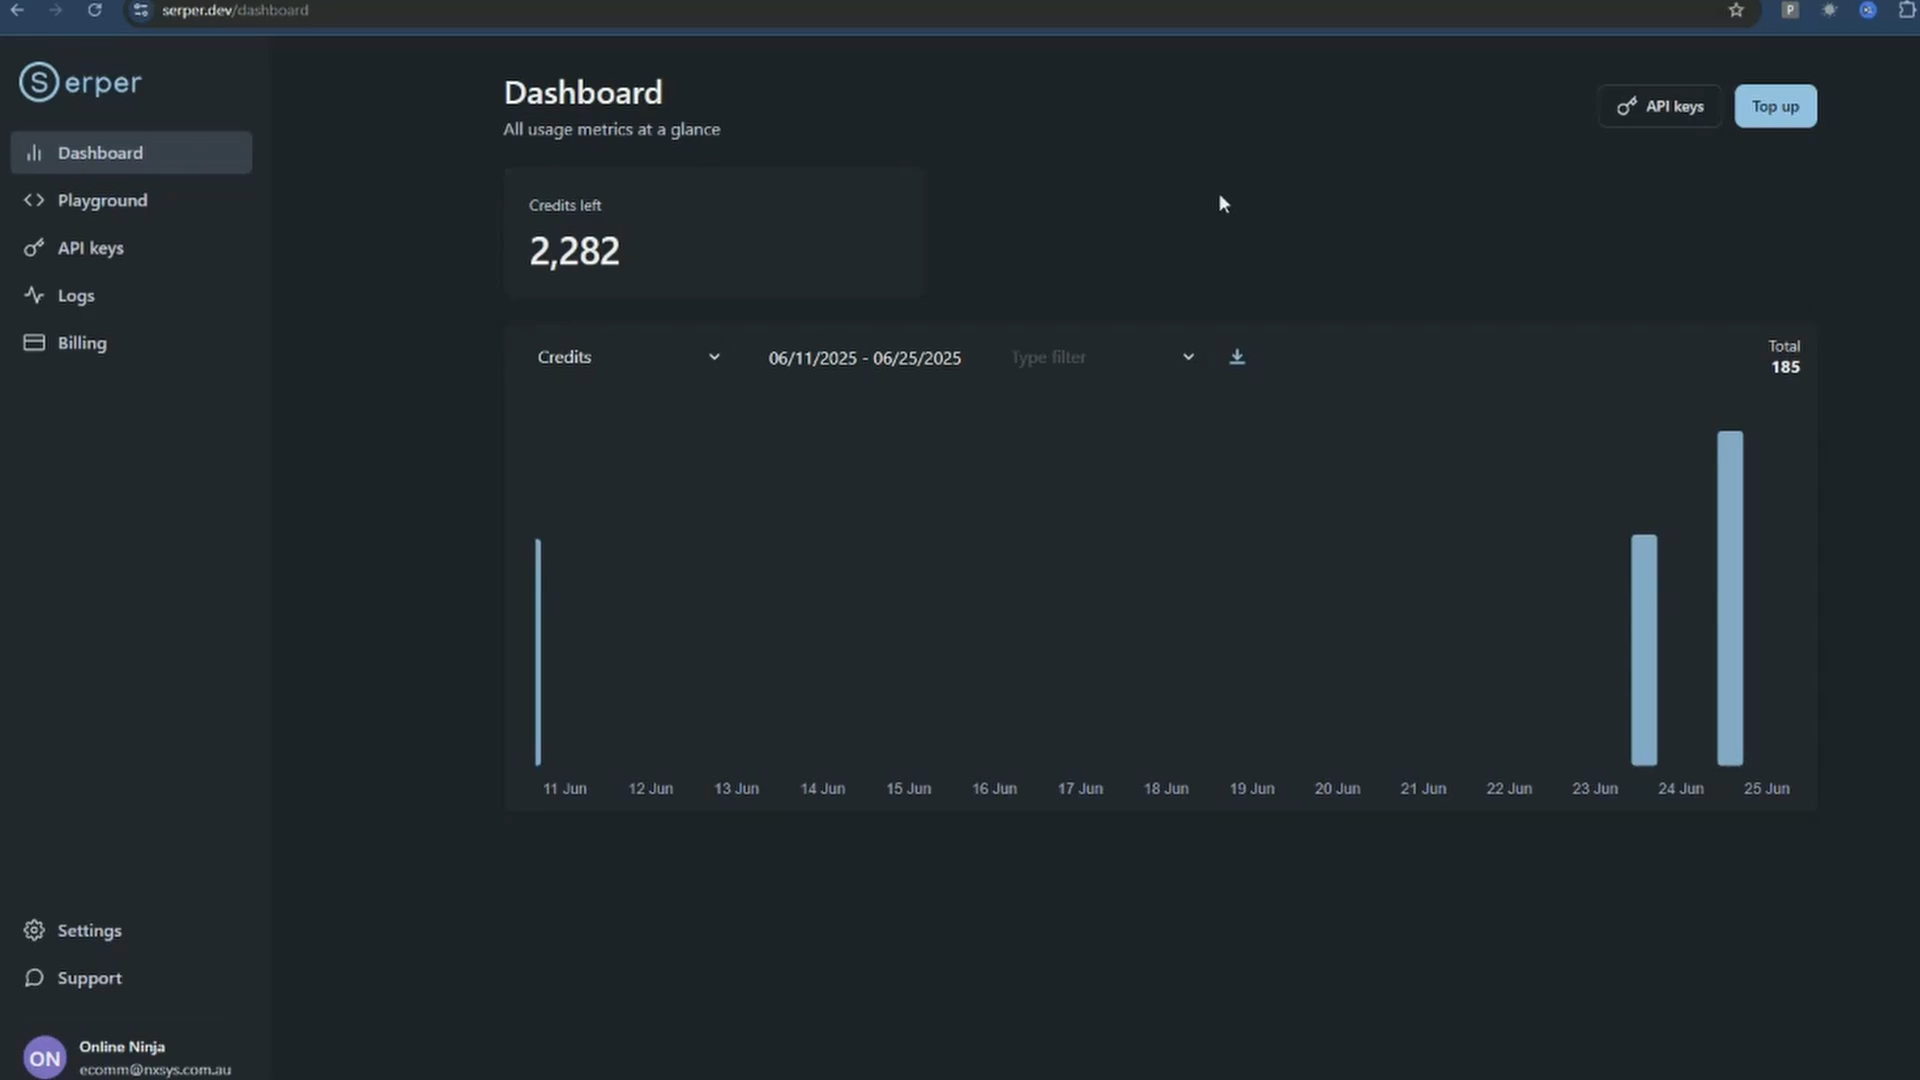 serper.dev/dashboard
P
Serper
Dashboard
Playground
API keys
Logs
Billing
Settings
Support
ON
Online Ninja
ecomm@nxsys.com.au
Dashboard
All usage metrics at a glance
API keys
Top up
Credits left
2,282
Credits
06/11/2025 - 06/25/2025
Type filter
Total
185
11 Jun 12 Jun 13 Jun 14 Jun 15 Jun 16 Jun 17 Jun 18 Jun 19 Jun 20 Jun 21 Jun 22 Jun 23 Jun 24 Jun 25 Jun